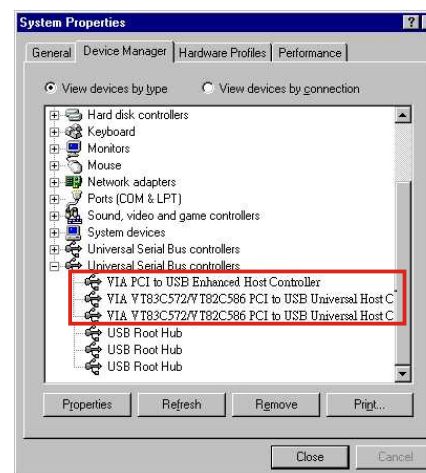 System Properties
General
Device Manager
Hardware Profiles
Performance
View devices by type
View devices by connection
Hard disk controllers
Keyboard
Monitors
Mouse
Network adapters
Ports (COM & LPT)
Sound, video and game controllers
System devices
Universal Serial Bus controllers
Universal Serial Bus controllers
VIA PCI to USB Enhanced Host Controller
VIA VT83C572/VT82C586 PCI to USB Universal Host C
VIA VT83C572/VT82C586 PCI to USB Universal Host C
USB Root Hub
USB Root Hub
USB Root Hub
Properties
Refresh
Remove
Print...
Close
Cancel